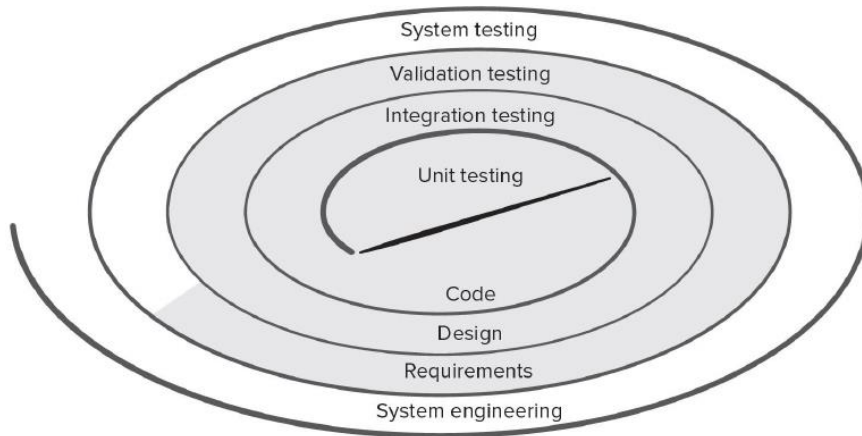 System testing
Validation testing
Integration testing
Unit testing
Code
Design
Requirements
System engineering